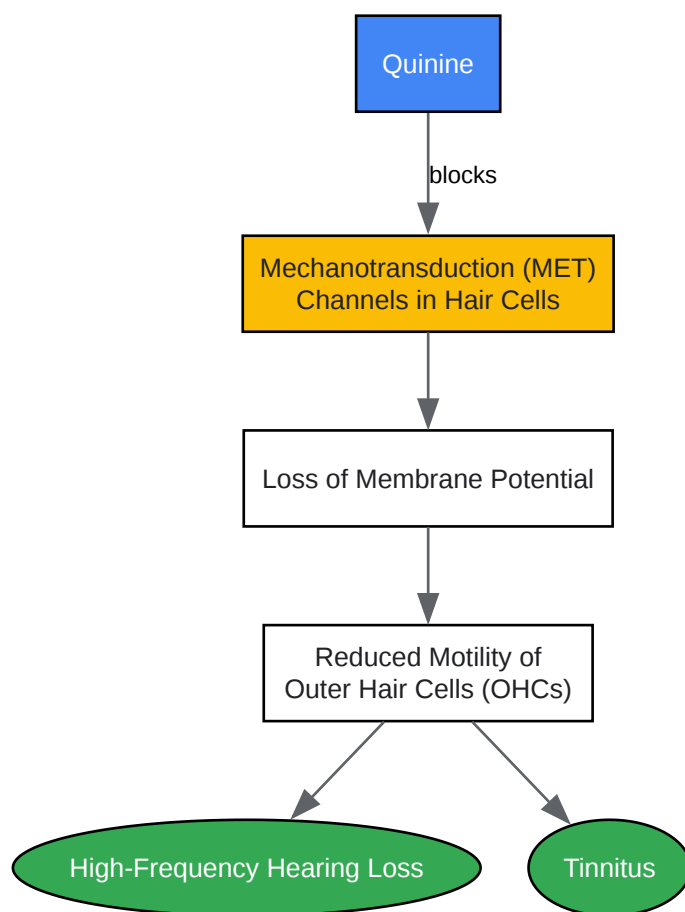 Quinine
blocks
Mechanotransduction (MET)
Channels in Hair Cells
Loss of Membrane Potential
Reduced Motility of
Outer Hair Cells (OHCs)
High-Frequency Hearing Loss
Tinnitus